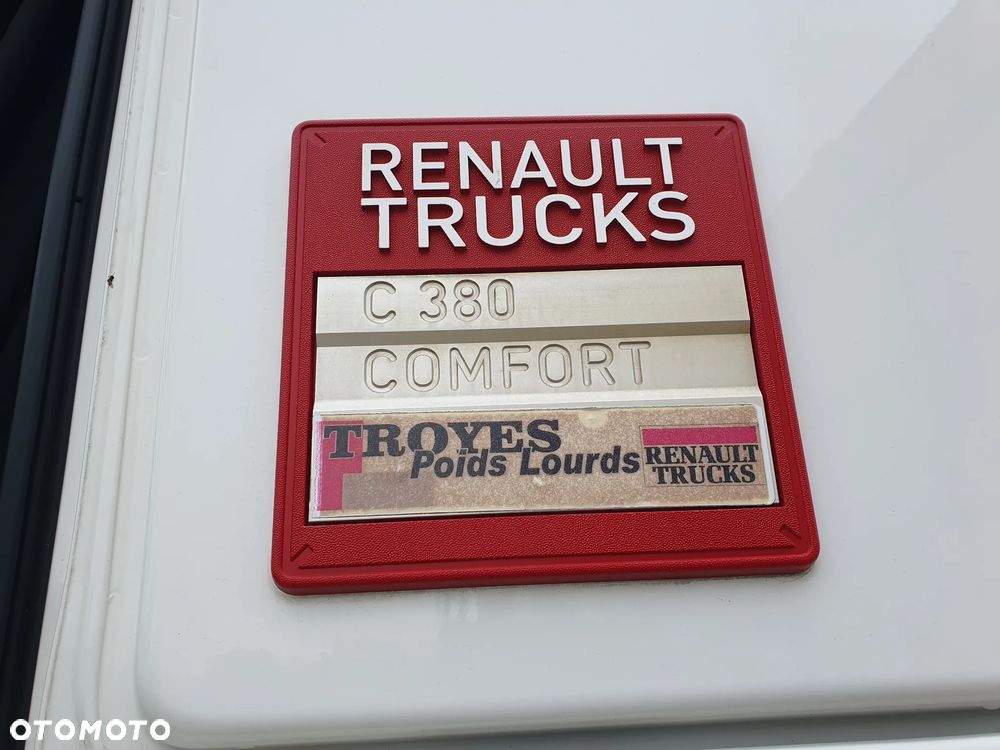 RENAULT
TRUCKS
C 380
COMFORT
TROYES
Poids Lourds
RENAULT
TRUCKS
OTOMOTO